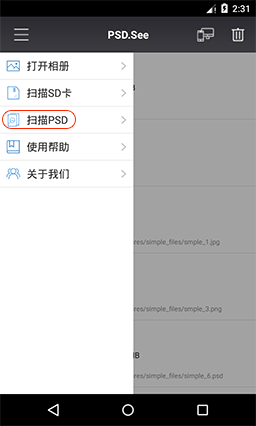 2:31
PSD.See
打开相册
扫描SD卡
扫描PSD
使用帮助
关于我们
B
res/simple_files/simple_1.jpg
res/simple_files/simple_3.png
MB
res/simple_files/simple_6.psd